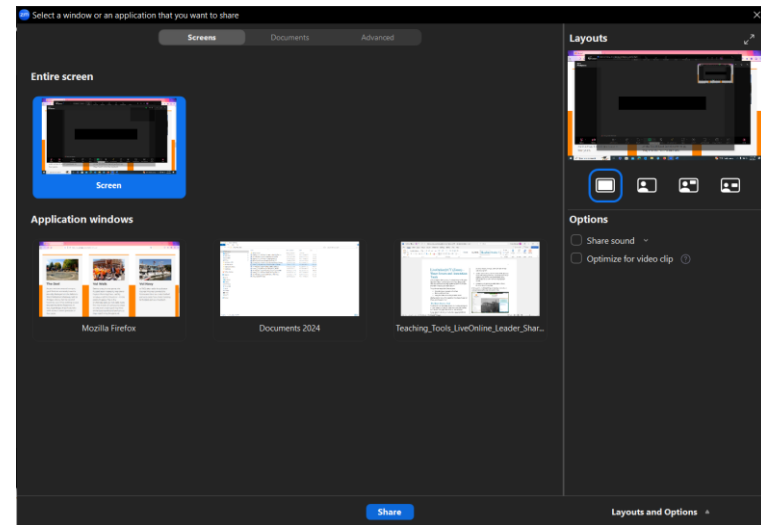 Select a window or an application that you want to share
Screens
Documents
Advanced
Entire screen
Screen
Application windows
Mozilla Firefox
Documents 2024
Teaching_Tools_LiveOnline_Leader_Shar...
Layouts
Options
Share sound
Optimize for video clip
Share
Layouts and Options